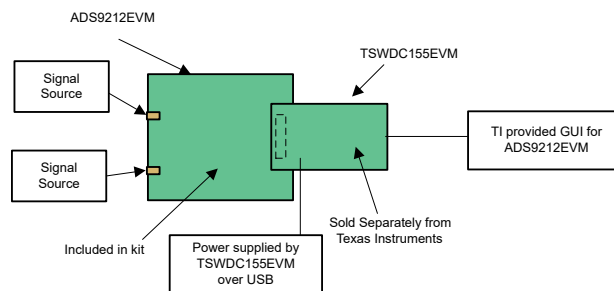 ADS9212EVM
TSWDC155EVM
Signal
Source
Signal
Source
TI provided GUI for
ADS9212EVM
Included in kit
Sold Separately from
Texas Instruments
Power supplied by
TSWDC155EVM
over USB